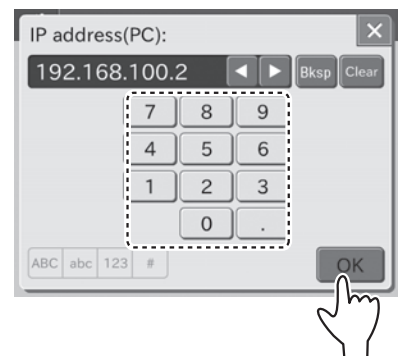 IP address(PC):
192.168.100.2 Bksp Clear
7 8 9
4 5 6
1 2 3
0 .
ABC abc 123 # OK